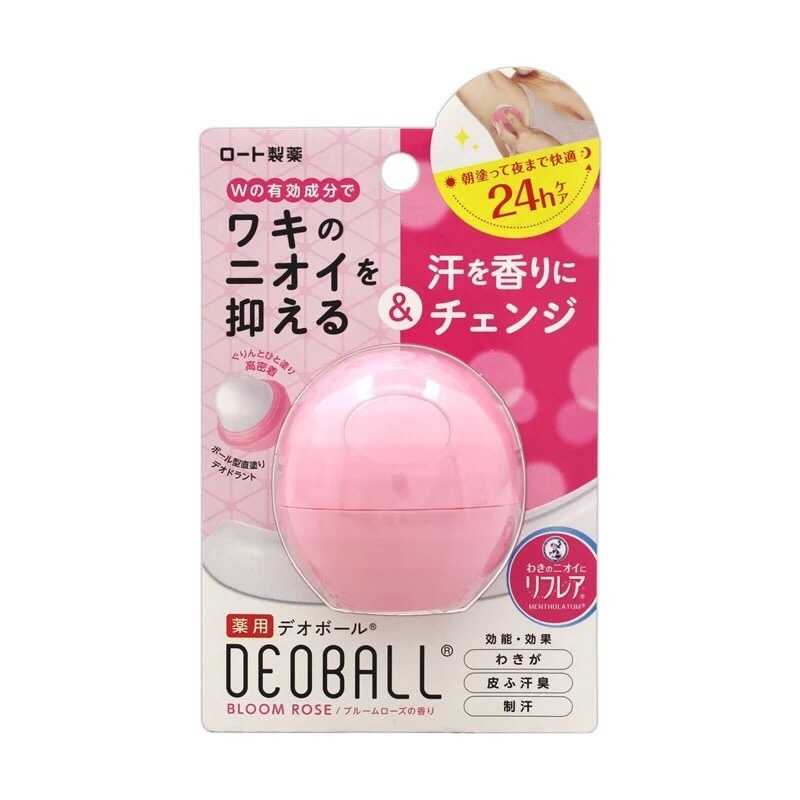 ロート製薬
Wの有効成分で
ワキの
ニオイを
抑える
&
汗を香りに
チェンジ
朝塗って夜まで快適
24hケア
ぐりんとひと塗り
高密着
ボール型直塗り
デオドラント
わきのニオイに
リフレア®
MENTHOLATUM®
薬用 デオボール®
DEOBALL®
BLOOM ROSE / ブルームローズの香り
効能・効果
わきが
皮ふ汗臭
制汗